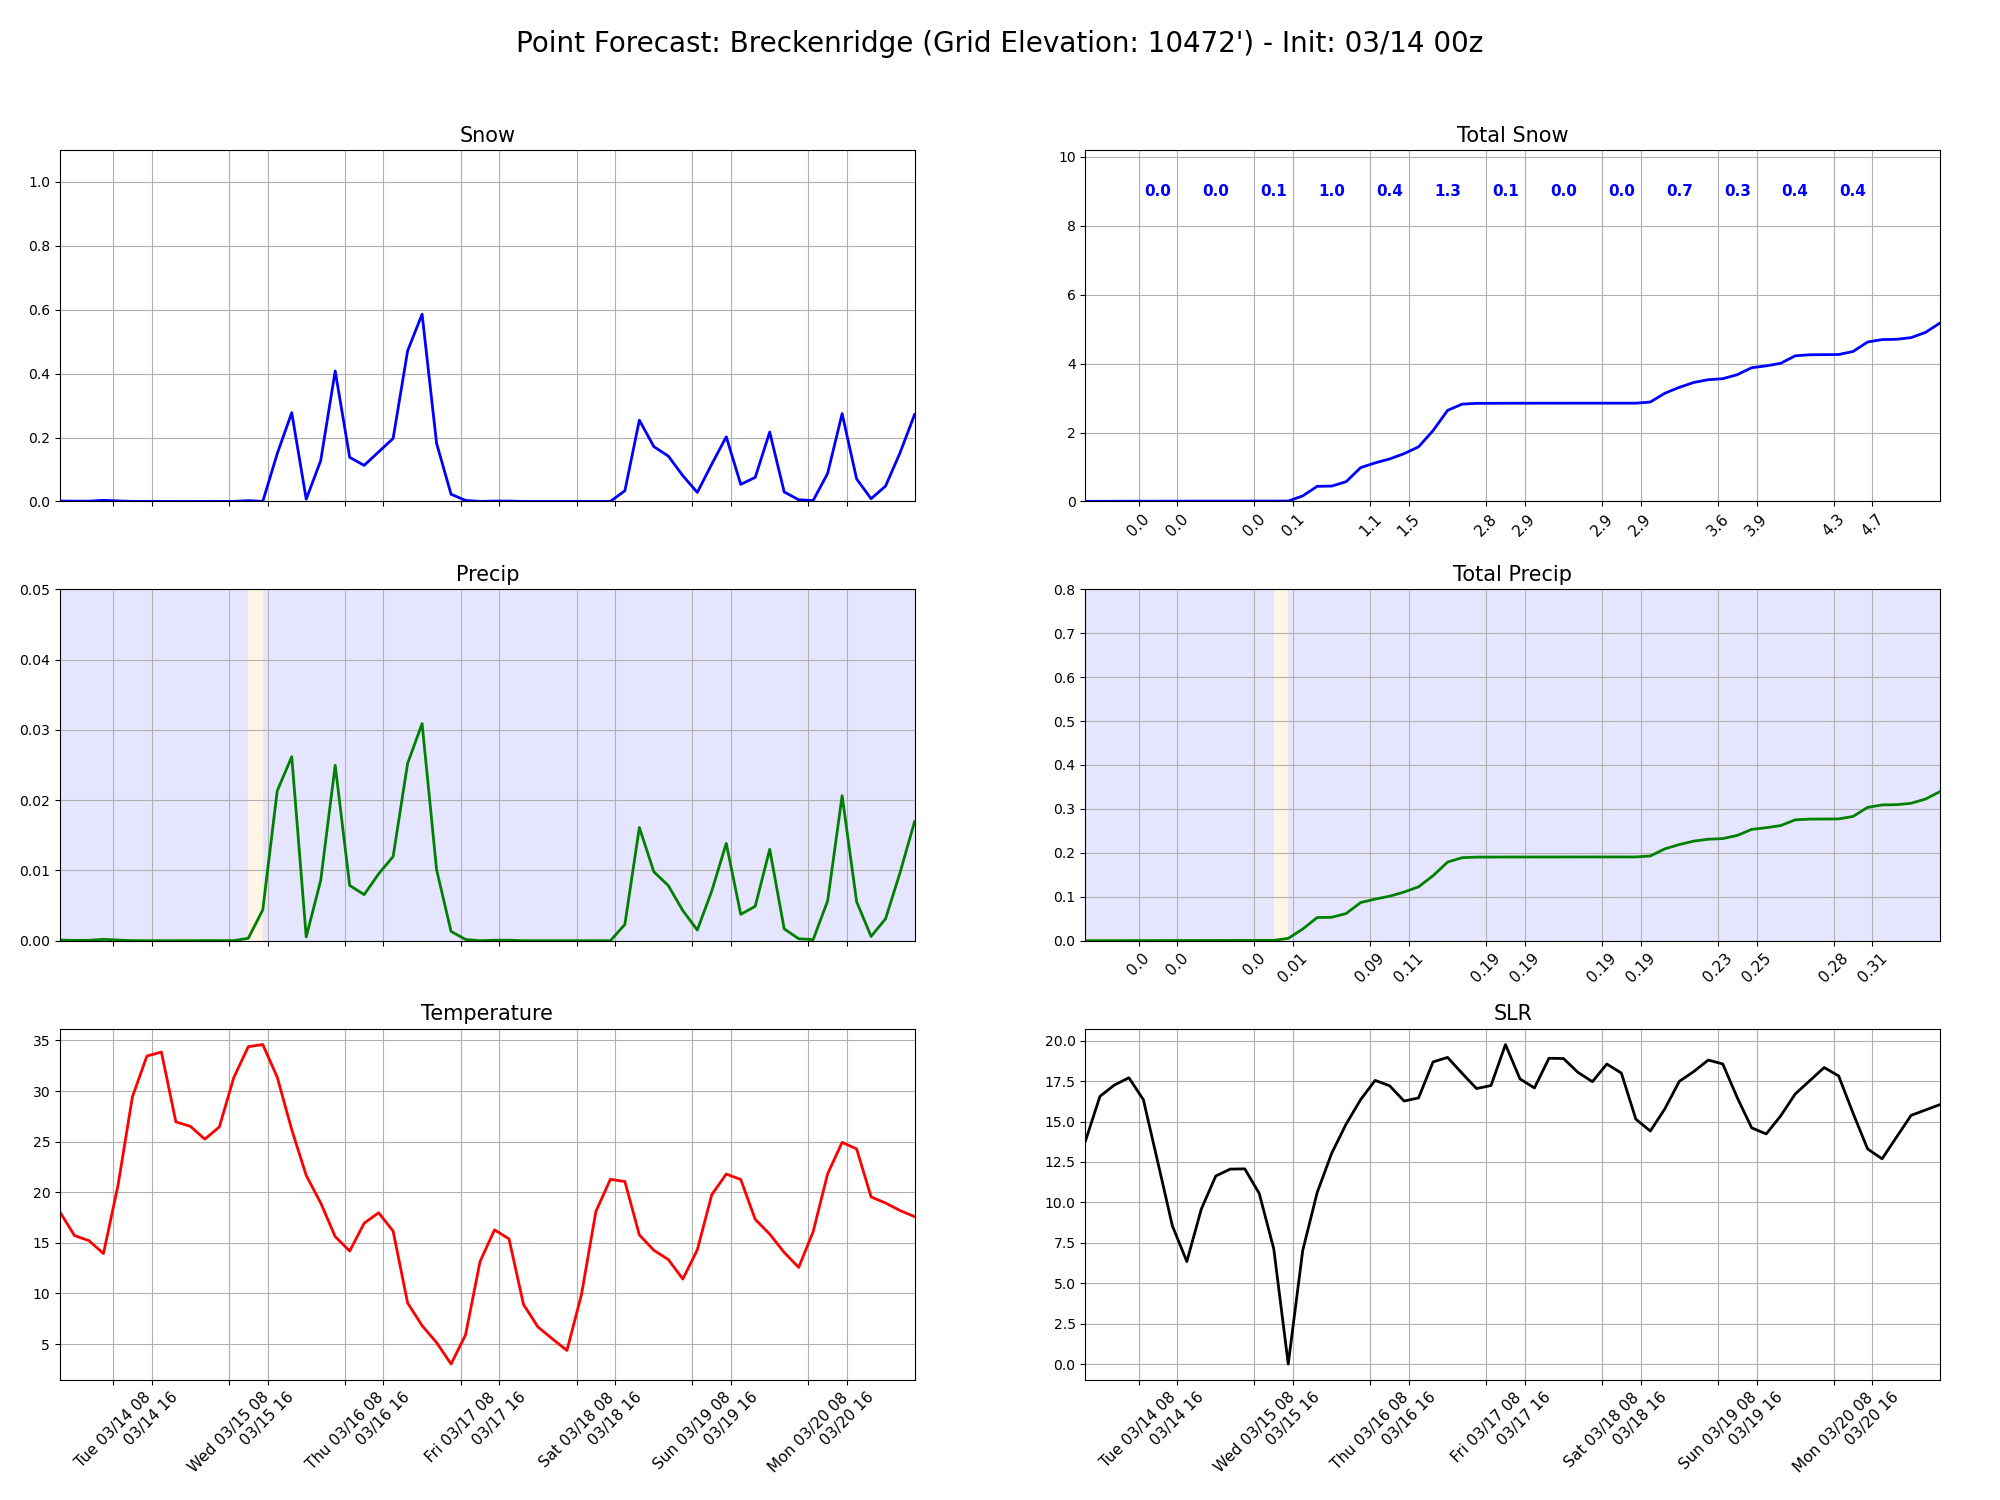 Point Forecast: Breckenridge (Grid Elevation: 10472') - Init: 03/14 00z
Snow
1.0
0.8
0.6
0.4
0.2
0.0
Total Snow
10
8
6
4
2
0
0.0 0.0 0.1 1.0 0.4 1.3 0.1 0.0 0.0 0.7 0.3 0.4 0.4
0.0 0.0 0.0 0.1 1.1 1.5 2.8 2.9 2.9 2.9 3.6 3.9 4.3 4.7
Precip
0.05
0.04
0.03
0.02
0.01
0.00
Total Precip
0.8
0.7
0.6
0.5
0.4
0.3
0.2
0.1
0.0
0.0 0.0 0.0 0.01 0.09 0.11 0.19 0.19 0.19 0.19 0.23 0.25 0.28 0.31
Temperature
35
30
25
20
15
10
5
Tue 03/14 08
03/14 16
Wed 03/15 08
03/15 16
Thu 03/16 08
03/16 16
Fri 03/17 08
03/17 16
Sat 03/18 08
03/18 16
Sun 03/19 08
03/19 16
Mon 03/20 08
03/20 16
SLR
20.0
17.5
15.0
12.5
10.0
7.5
5.0
2.5
0.0
Tue 03/14 08
03/14 16
Wed 03/15 08
03/15 16
Thu 03/16 08
03/16 16
Fri 03/17 08
03/17 16
Sat 03/18 08
03/18 16
Sun 03/19 08
03/19 16
Mon 03/20 08
03/20 16